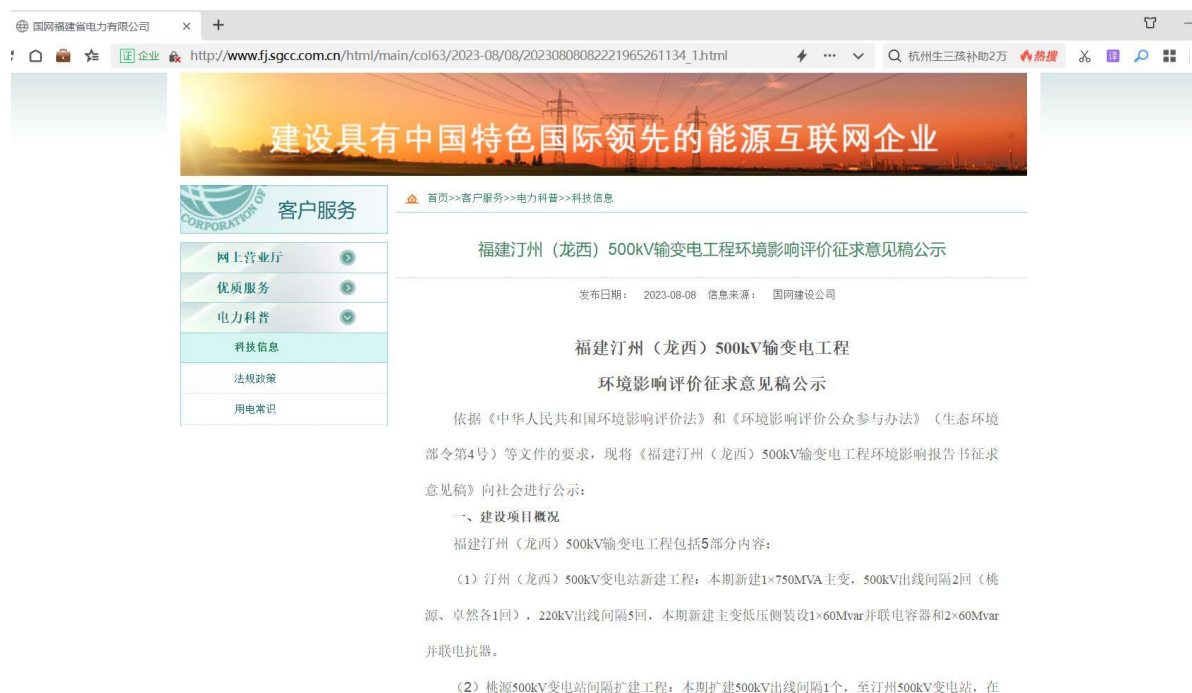 国网福建省电力有限公司
证 企业 http://www.fj.sgcc.com.cn/html/main/col63/2023-08/08/20230808082221965261134_1.html 杭州生三孩补助2万 热搜 译
建设具有中国特色国际领先的能源互联网企业
CORPORATION OF
客户服务
首页>>客户服务>>电力科普>>科技信息
网上营业厅
优质服务
电力科普
科技信息
法规政策
用电常识
福建汀州（龙西）500kV输变电工程环境影响评价征求意见稿公示
发布日期： 2023-08-08 信息来源： 国网建设公司
福建汀州（龙西）500kV输变电工程
环境影响评价征求意见稿公示
依据《中华人民共和国环境影响评价法》和《环境影响评价公众参与办法》（生态环境
部令第4号）等文件的要求，现将《福建汀州（龙西）500kV输变电工程环境影响报告书征求
意见稿》向社会进行公示：
一、建设项目概况
福建汀州（龙西）500kV输变电工程包括5部分内容：
（1）汀州（龙西）500kV变电站新建工程：本期新建1×750MVA主变，500kV出线间隔2回（桃
源、卓然各1回），220kV出线间隔5回，本期新建主变低压侧装设1×60Mvar并联电容器和2×60Mvar
并联电抗器。
（2）桃源500kV变电站间隔扩建工程：本期扩建500kV出线间隔1个，至汀州500kV变电站，在